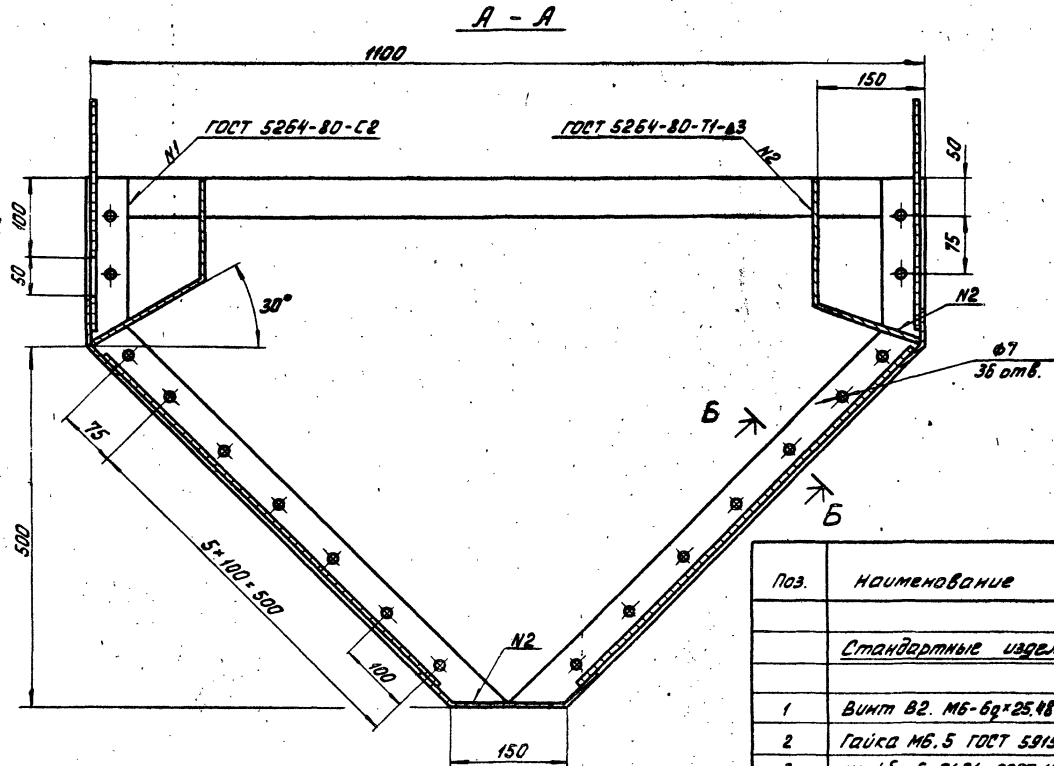 А - А
1100
150
ГОСТ 5264-80-С2
N1
ГОСТ 5264-80-Т1-⊿3
N2
50
100
50
75
30°
N2
ϕ7
36 отв.
Б
Б
75
500
5×100=500
100
N2
150
Поз.
Наименование
Стандартные издел
1
Винт В2. М6-6g×25.48
2
Гайка М6.5 ГОСТ 5915